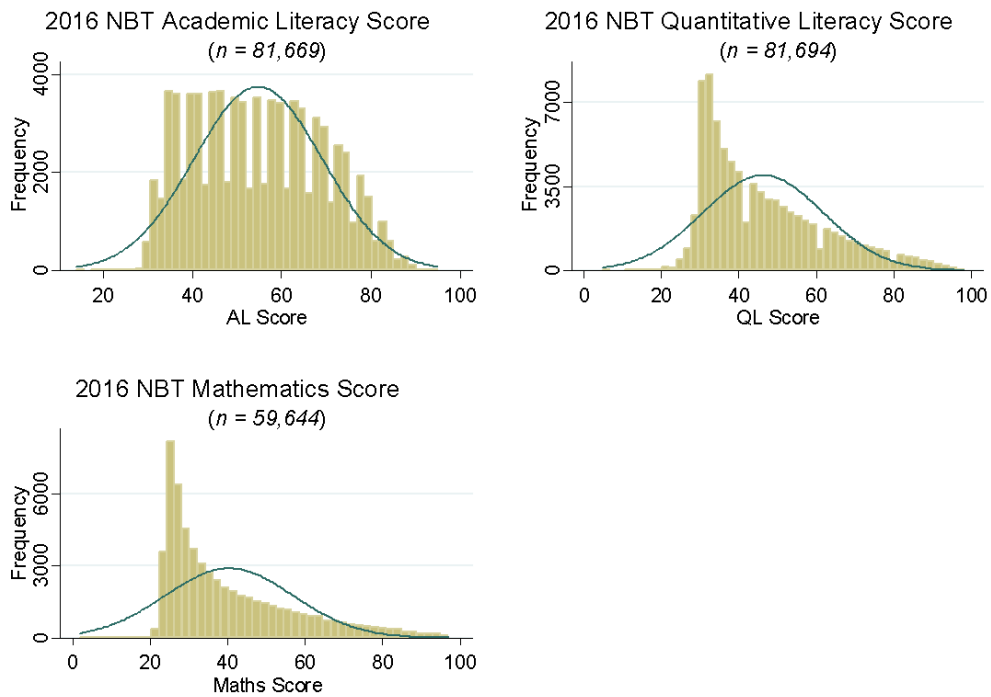 2016 NBT Academic Literacy Score
(n = 81,669)
Frequency
4000
2000
0
20 40 60 80 100
AL Score
2016 NBT Quantitative Literacy Score
(n = 81,694)
Frequency
7000
3500
0
0 20 40 60 80 100
QL Score
2016 NBT Mathematics Score
(n = 59,644)
Frequency
6000
3000
0
0 20 40 60 80 100
Maths Score